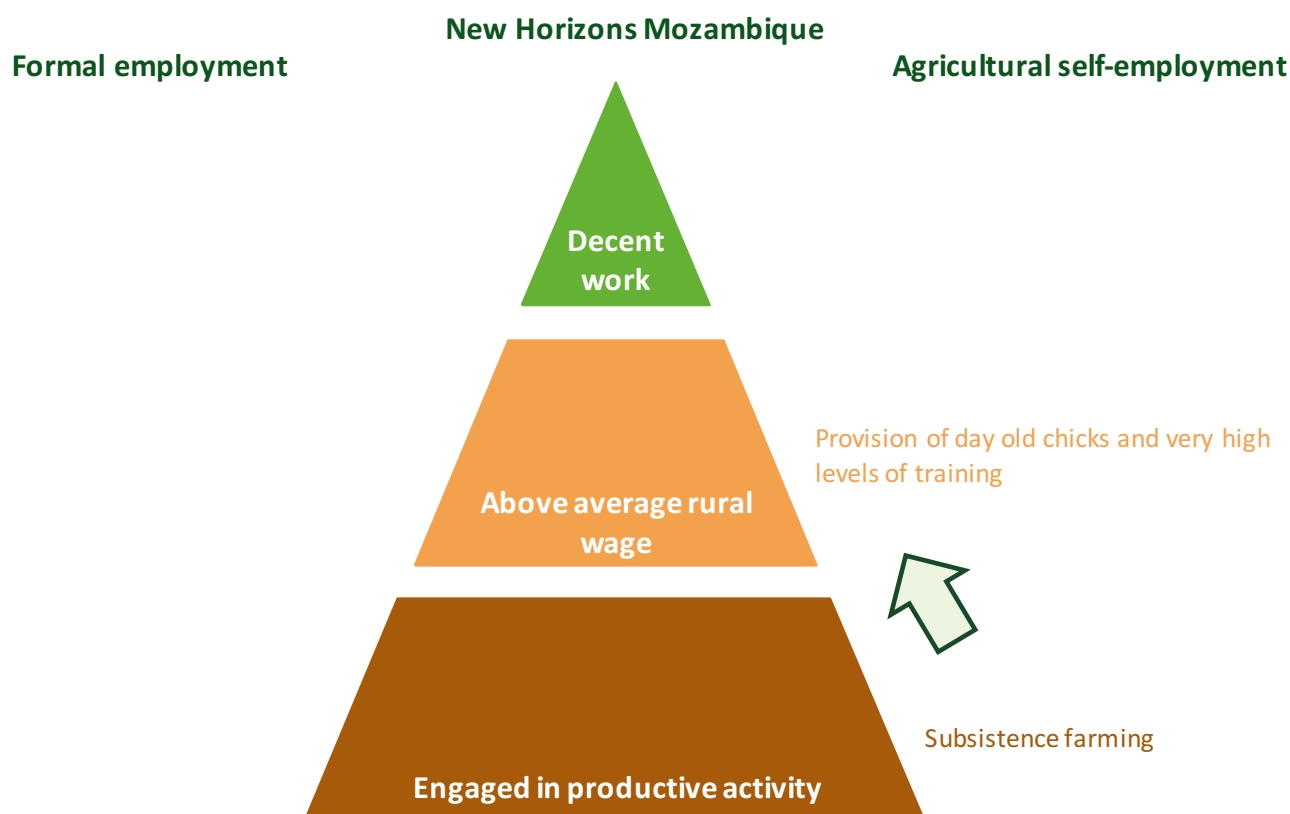 New Horizons Mozambique
Formal employment
Agricultural self-employment
Decent
work
Provision of day old chicks and very high
levels of training
Above average rural
wage
Subsistence farming
Engaged in productive activity